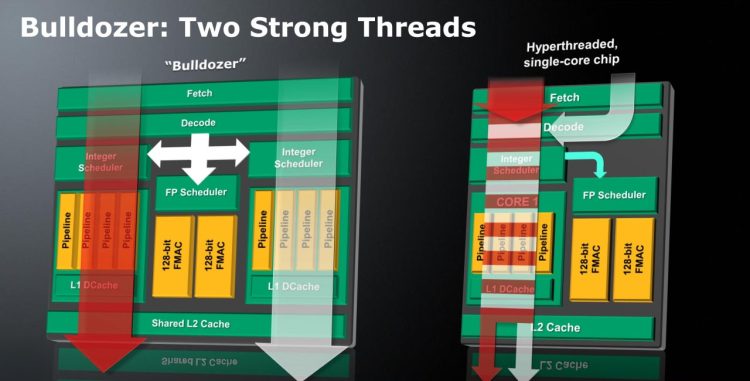 Bulldozer: Two Strong Threads
"Bulldozer"
Fetch
Decode
Integer
Scheduler
Integer
Scheduler
FP Scheduler
Pipeline
Pipeline
Pipeline
Pipeline
128-bit
FMAC
128-bit
FMAC
Pipeline
Pipeline
Pipeline
Pipeline
L1 DCache
L1 DCache
Shared L2 Cache
Shared L2 Cache
Hyperthreaded,
single-core chip
Fetch
Decode
Integer
Scheduler
FP Scheduler
CORE 1
Pipeline
Pipeline
Pipeline
Pipeline
128-bit
FMAC
128-bit
FMAC
L1 DCache
L2 Cache
L2 Cache